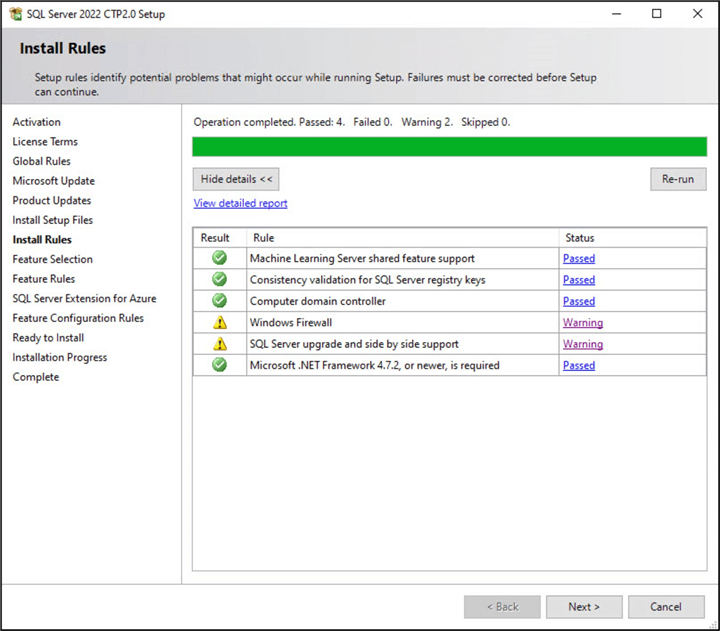 SQL Server 2022 CTP2.0 Setup
Install Rules
Setup rules identify potential problems that might occur while running Setup. Failures must be corrected before Setup
can continue.
Activation
License Terms
Global Rules
Microsoft Update
Product Updates
Install Setup Files
Install Rules
Feature Selection
Feature Rules
SQL Server Extension for Azure
Feature Configuration Rules
Ready to Install
Installation Progress
Complete
Operation completed. Passed: 4. Failed 0. Warning 2. Skipped 0.
Hide details <<
Re-run
View detailed report
Result Rule Status
Machine Learning Server shared feature support Passed
Consistency validation for SQL Server registry keys Passed
Computer domain controller Passed
Windows Firewall Warning
SQL Server upgrade and side by side support Warning
Microsoft .NET Framework 4.7.2, or newer, is required Passed
< Back Next > Cancel